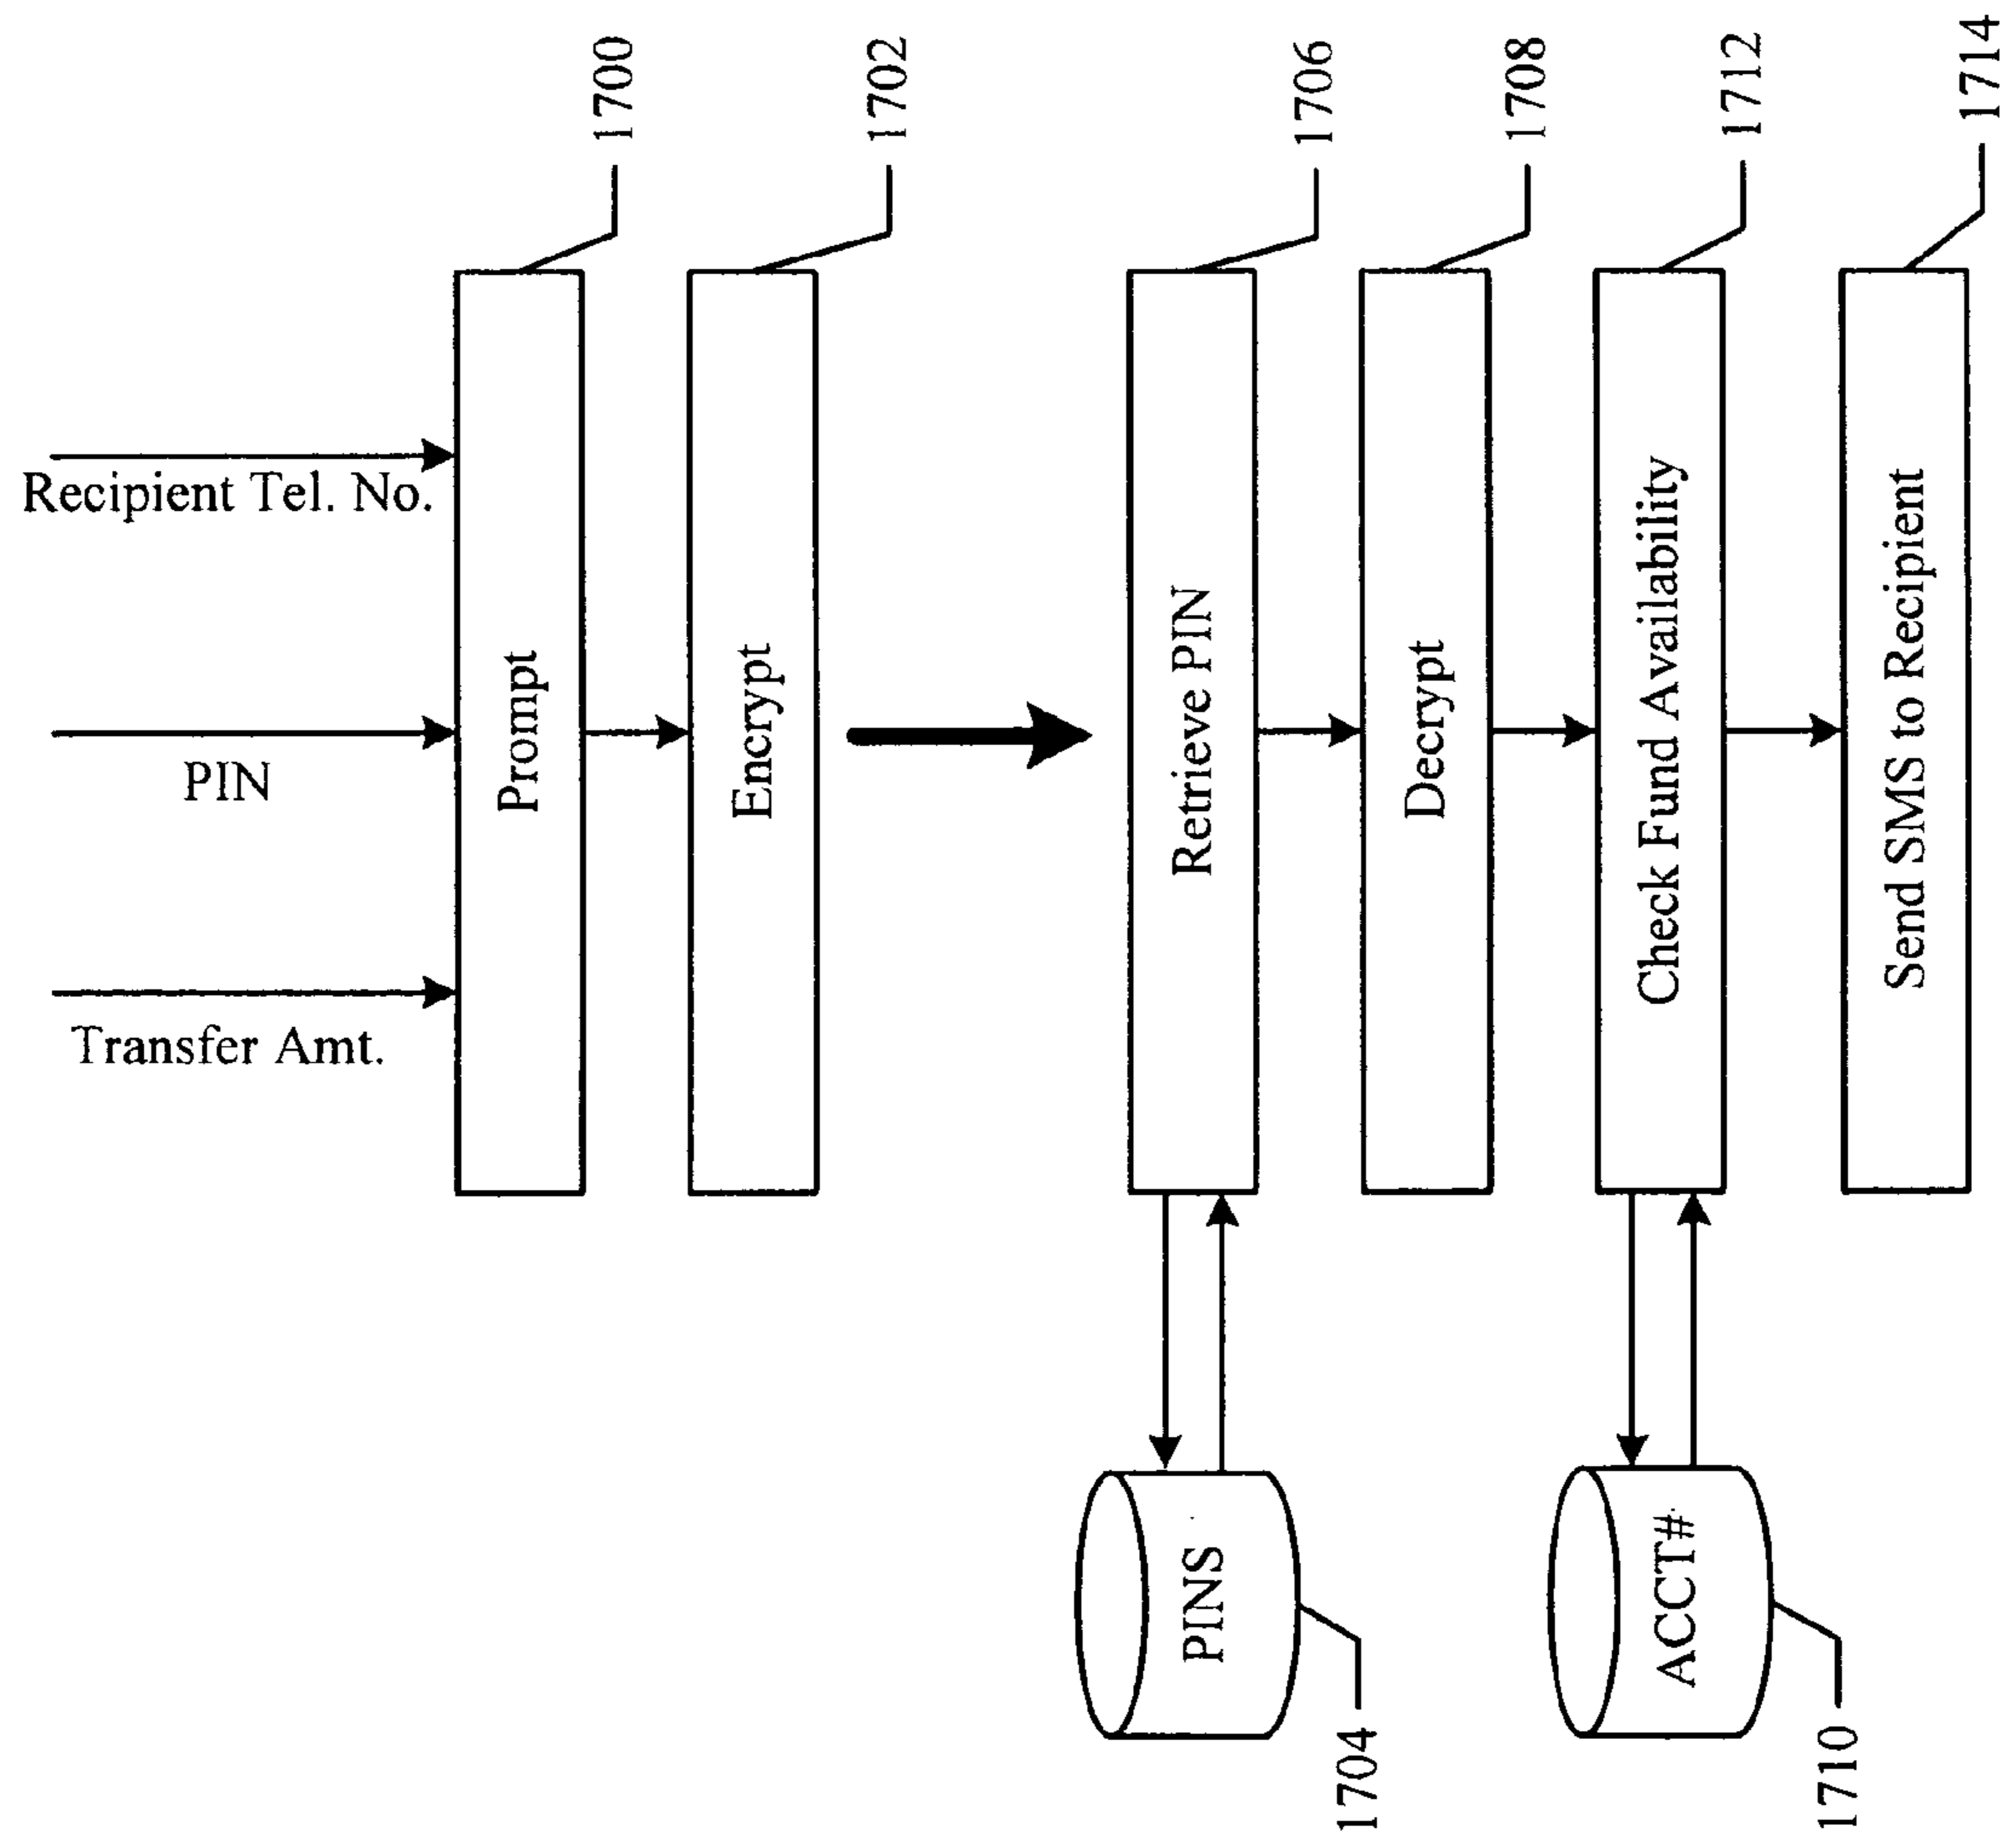 Recipient Tel. No.
PIN
Transfer Amt.
Prompt
1700
Encrypt
1702
PINS
1704
Retrieve PIN
1706
Decrypt
1708
ACCT#
1710
Check Fund Availability
1712
Send SMS to Recipient
1714